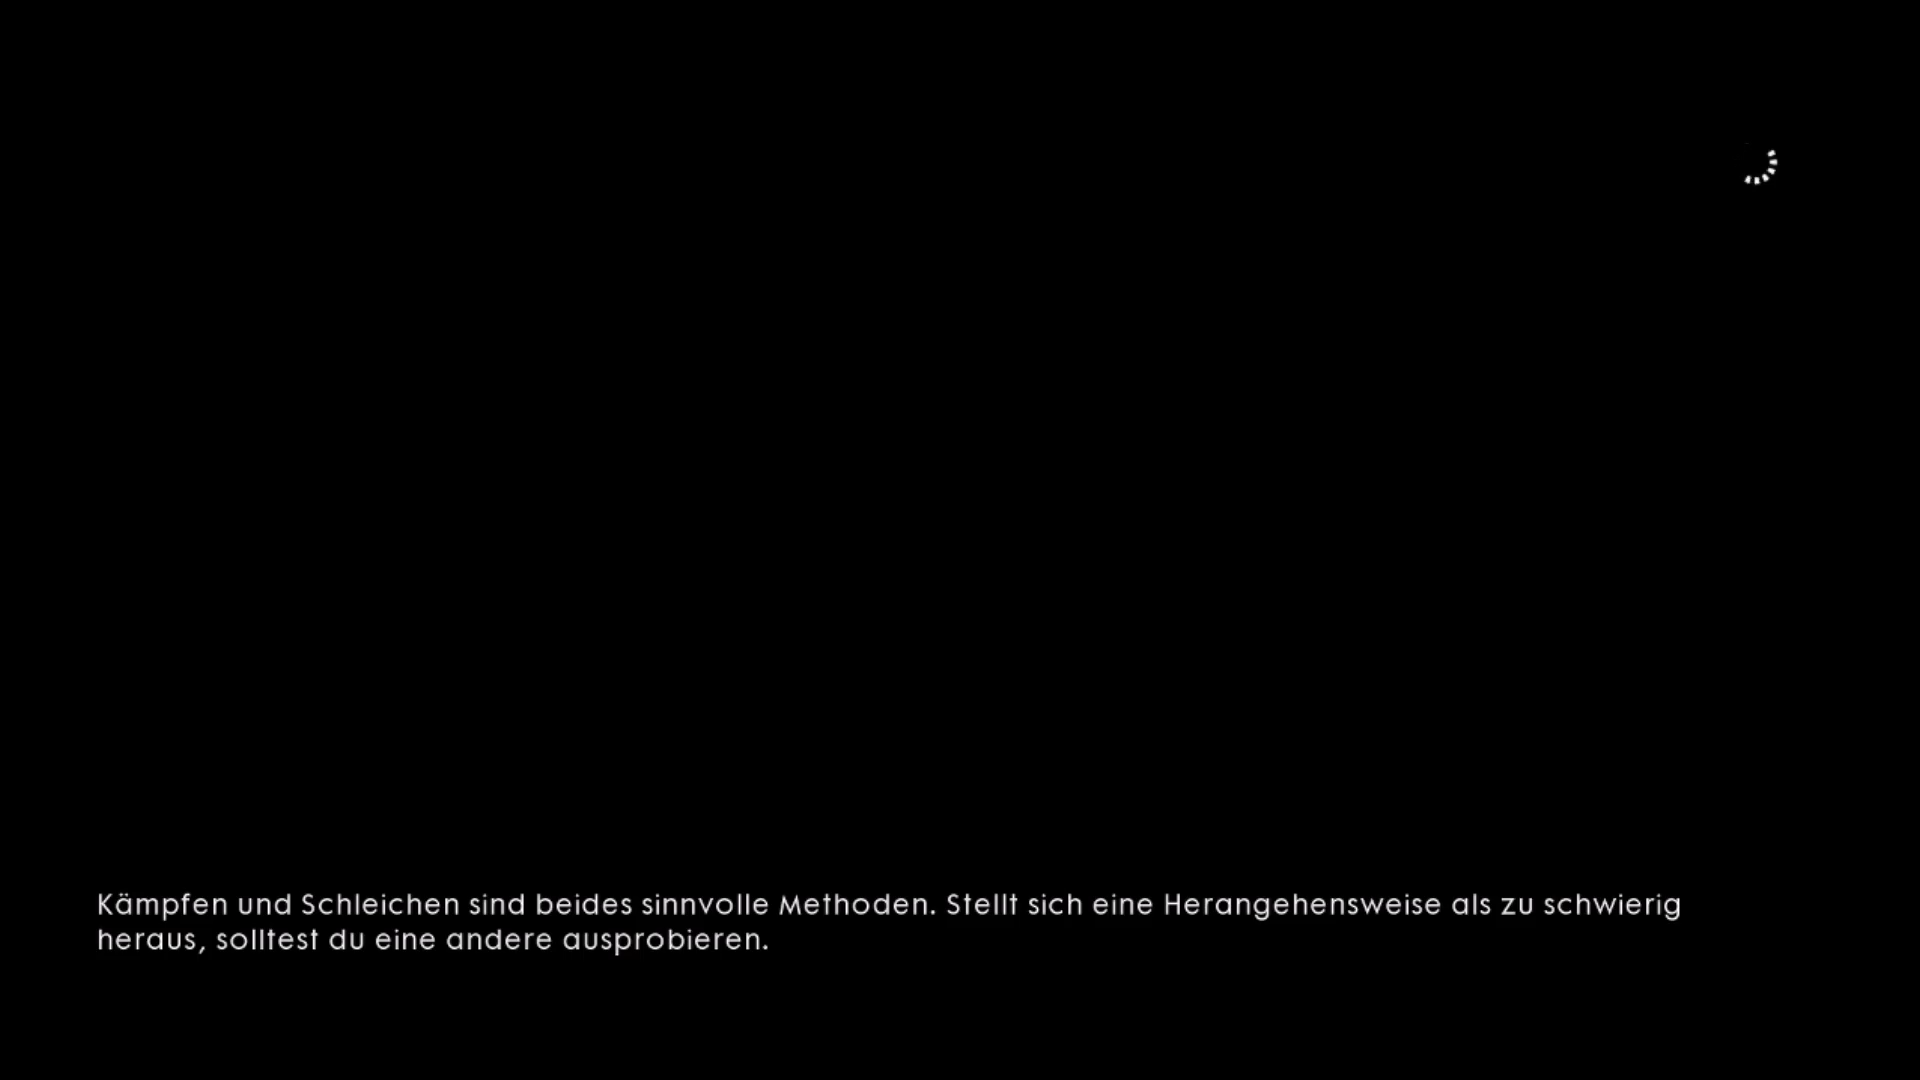 Kämpfen und Schleichen sind beides sinnvolle Methoden. Stellt sich eine Herangehensweise als zu schwierig
heraus, solltest du eine andere ausprobieren.